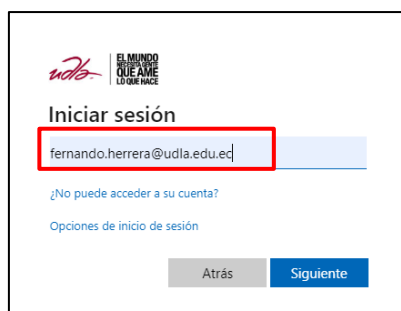 udla-
EL MUNDO
NECESITA GENTE
QUE AME
LO QUE HACE
Iniciar sesión
fernando.herrera@udla.edu.ec
¿No puede acceder a su cuenta?
Opciones de inicio de sesión
Atrás
Siguiente